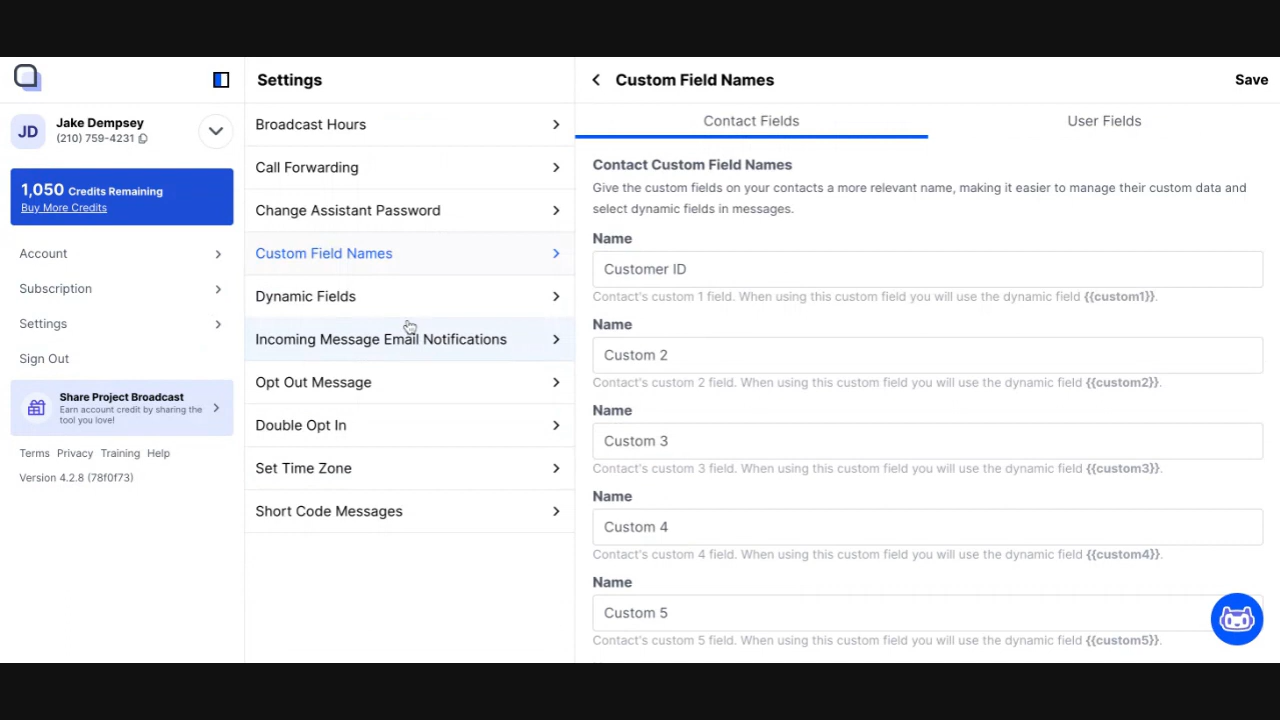 Settings
Custom Field Names
Save
JD
Jake Dempsey
(210) 759-4231
1,050 Credits Remaining
Buy More Credits
Account
Subscription
Settings
Sign Out
Share Project Broadcast
Earn account credit by sharing the
tool you love!
Terms Privacy Training Help
Version 4.2.8 (78f0f73)
Broadcast Hours
Call Forwarding
Change Assistant Password
Custom Field Names
Dynamic Fields
Incoming Message Email Notifications
Opt Out Message
Double Opt In
Set Time Zone
Short Code Messages
Contact Fields
User Fields
Contact Custom Field Names
Give the custom fields on your contacts a more relevant name, making it easier to manage their custom data and
select dynamic fields in messages.
Name
Customer ID
Contact's custom 1 field. When using this custom field you will use the dynamic field {{custom1}}.
Name
Custom 2
Contact's custom 2 field. When using this custom field you will use the dynamic field {{custom2}}.
Name
Custom 3
Contact's custom 3 field. When using this custom field you will use the dynamic field {{custom3}}.
Name
Custom 4
Contact's custom 4 field. When using this custom field you will use the dynamic field {{custom4}}.
Name
Custom 5
Contact's custom 5 field. When using this custom field you will use the dynamic field {{custom5}}.